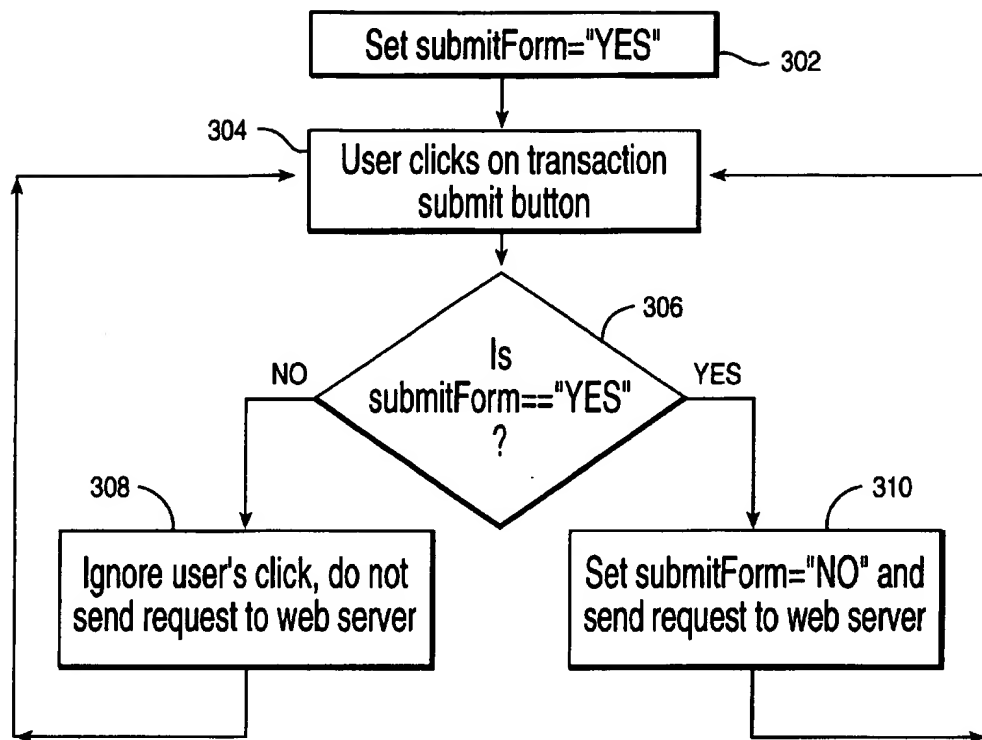 Set submitForm="YES"
302
304
User clicks on transaction
submit button
306
Is
submitForm=="YES"
?
NO
YES
308
310
Ignore user's click, do not
send request to web server
Set submitForm="NO" and
send request to web server